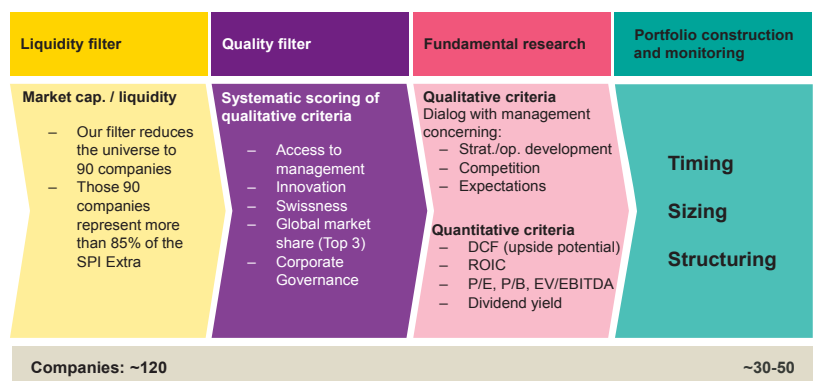 Liquidity filter
Quality filter
Fundamental research
Portfolio construction
and monitoring
Market cap. / liquidity
– Our filter reduces
the universe to
90 companies
– Those 90
companies
represent more
than 85% of the
SPI Extra
Systematic scoring of
qualitative criteria
– Access to
management
– Innovation
– Swissness
– Global market
share (Top 3)
– Corporate
Governance
Qualitative criteria
Dialog with management
concerning:
– Strat./op. development
– Competition
– Expectations
Quantitative criteria
– DCF (upside potential)
– ROIC
– P/E, P/B, EV/EBITDA
– Dividend yield
Timing
Sizing
Structuring
Companies: ~120
~30-50